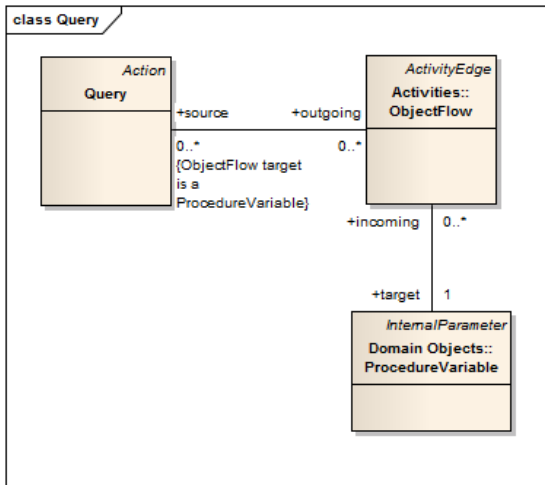 class Query
Action
Query
ActivityEdge
Activities::
ObjectFlow
+source
+outgoing
0..*
0..*
{ObjectFlow target
is a
ProcedureVariable}
+incoming
0..*
+target
1
InternalParameter
Domain Objects::
ProcedureVariable